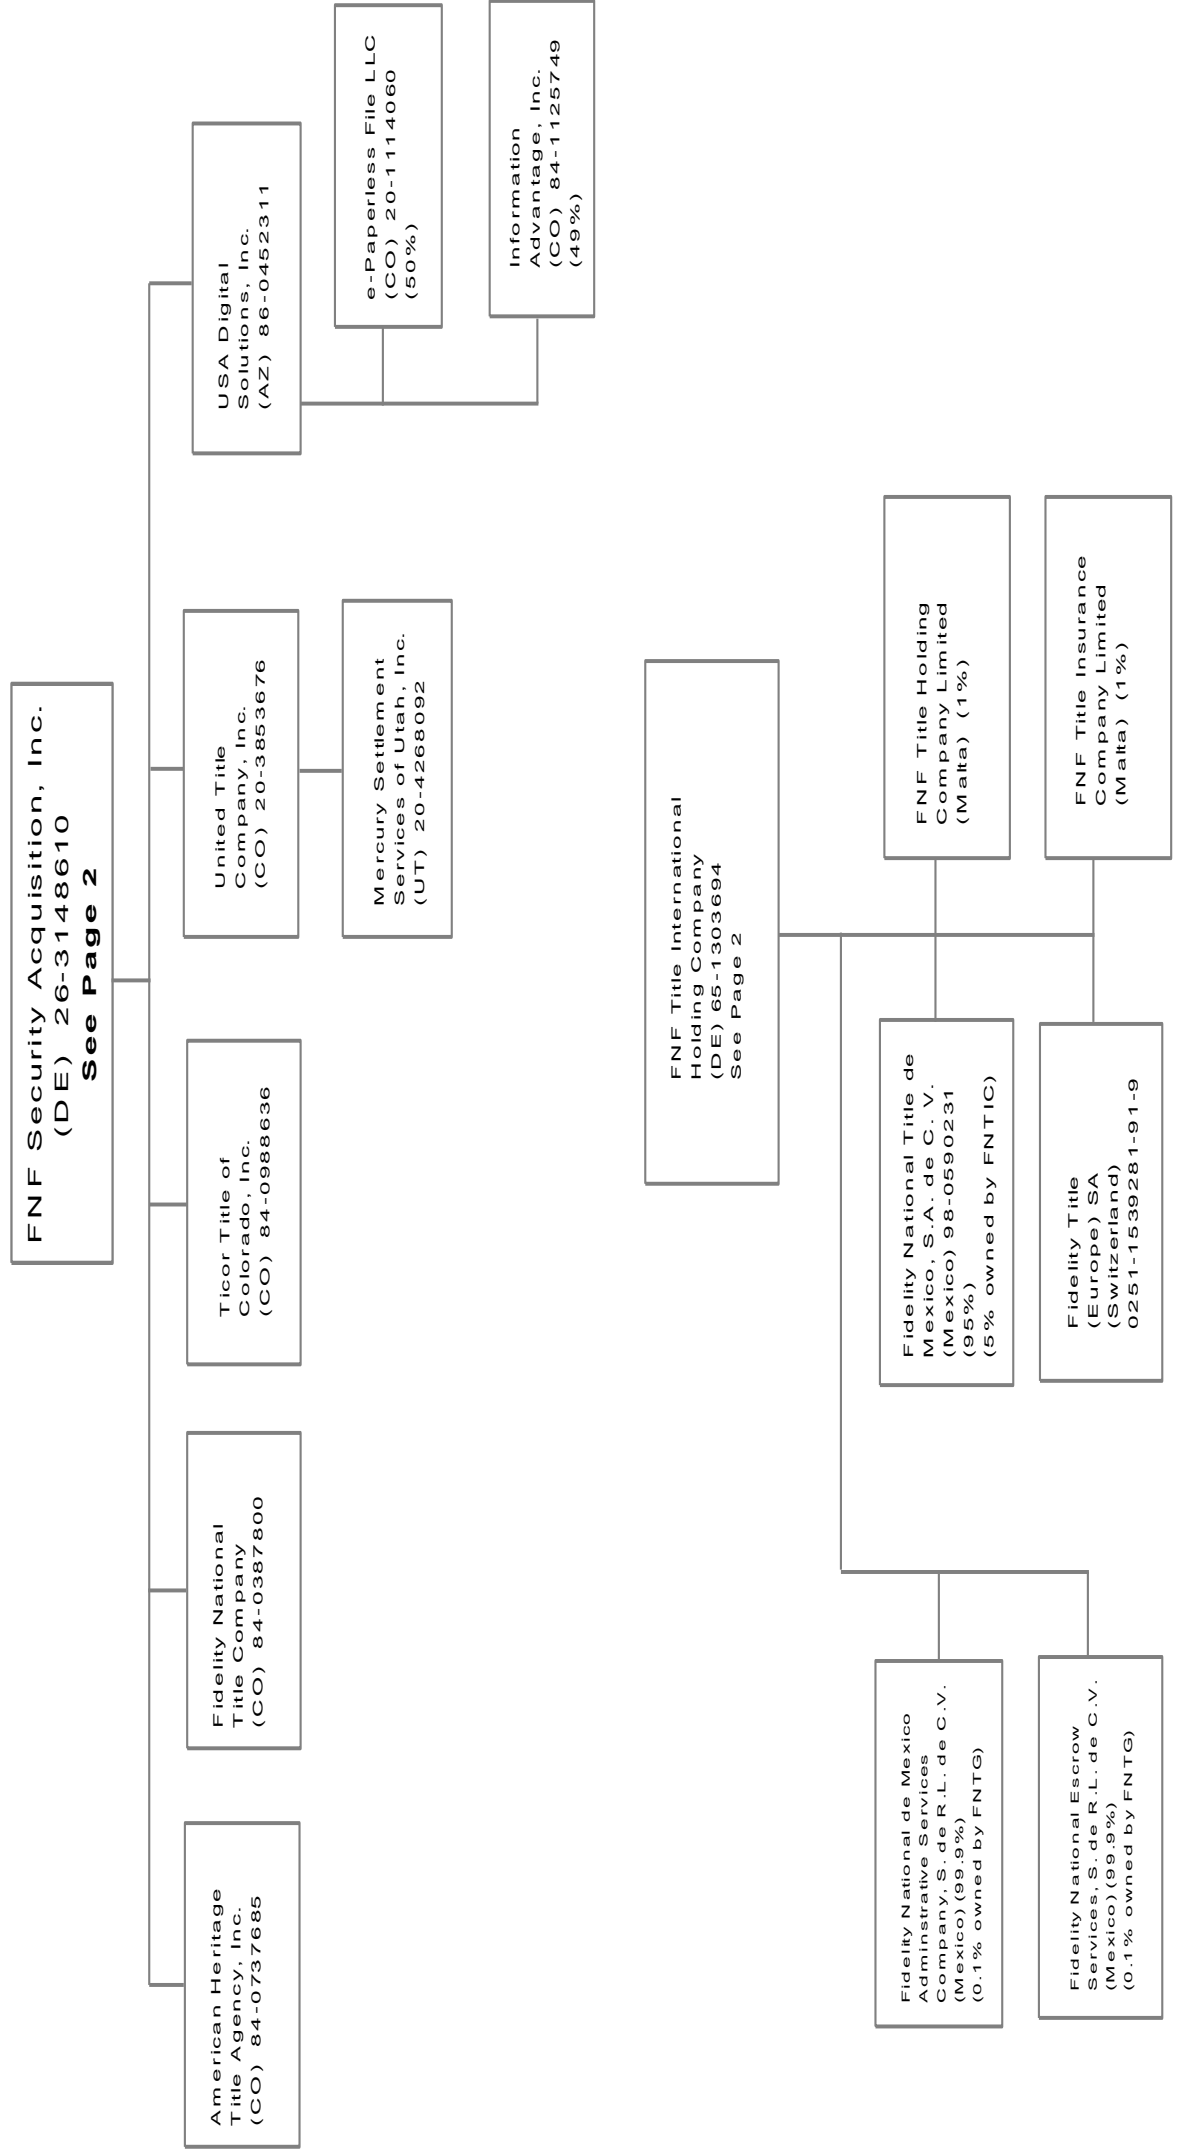 FNF Security Acquisition, Inc.
(DE) 26-3148610
See Page 2
American Heritage
Title Agency, Inc.
(CO) 84-0737685
Fidelity National
Title Company
(CO) 84-0387800
Ticor Title of
Colorado, Inc.
(CO) 84-0988636
United Title
Company, Inc.
(CO) 20-3853676
USA Digital
Solutions, Inc.
(AZ) 86-0452311
Mercury Settlement
Services of Utah, Inc.
(UT) 20-4268092
e-Paperless File LLC
(CO) 20-1114060
(50%)
Information
Advantage, Inc.
(CO) 84-1125749
(49%)
FNF Title International
Holding Company
(DE) 65-1303694
See Page 2
Fidelity National de Mexico
Adminstrative Services
Company, S. de R.L. de C.V.
(Mexico) (99.9%)
(0.1% owned by FNTG)
Fidelity National Title de
Mexico, S.A. de C. V.
(Mexico) 98-0590231
(95%)
(5% owned by FNTIC)
FNF Title Holding
Company Limited
(Malta) (1%)
Fidelity National Escrow
Services, S. de R.L. de C.V.
(Mexico) (99.9%)
(0.1% owned by FNTG)
Fidelity Title
(Europe) SA
(Switzerland)
0251-1539281-91-9
FNF Title Insurance
Company Limited
(Malta) (1%)